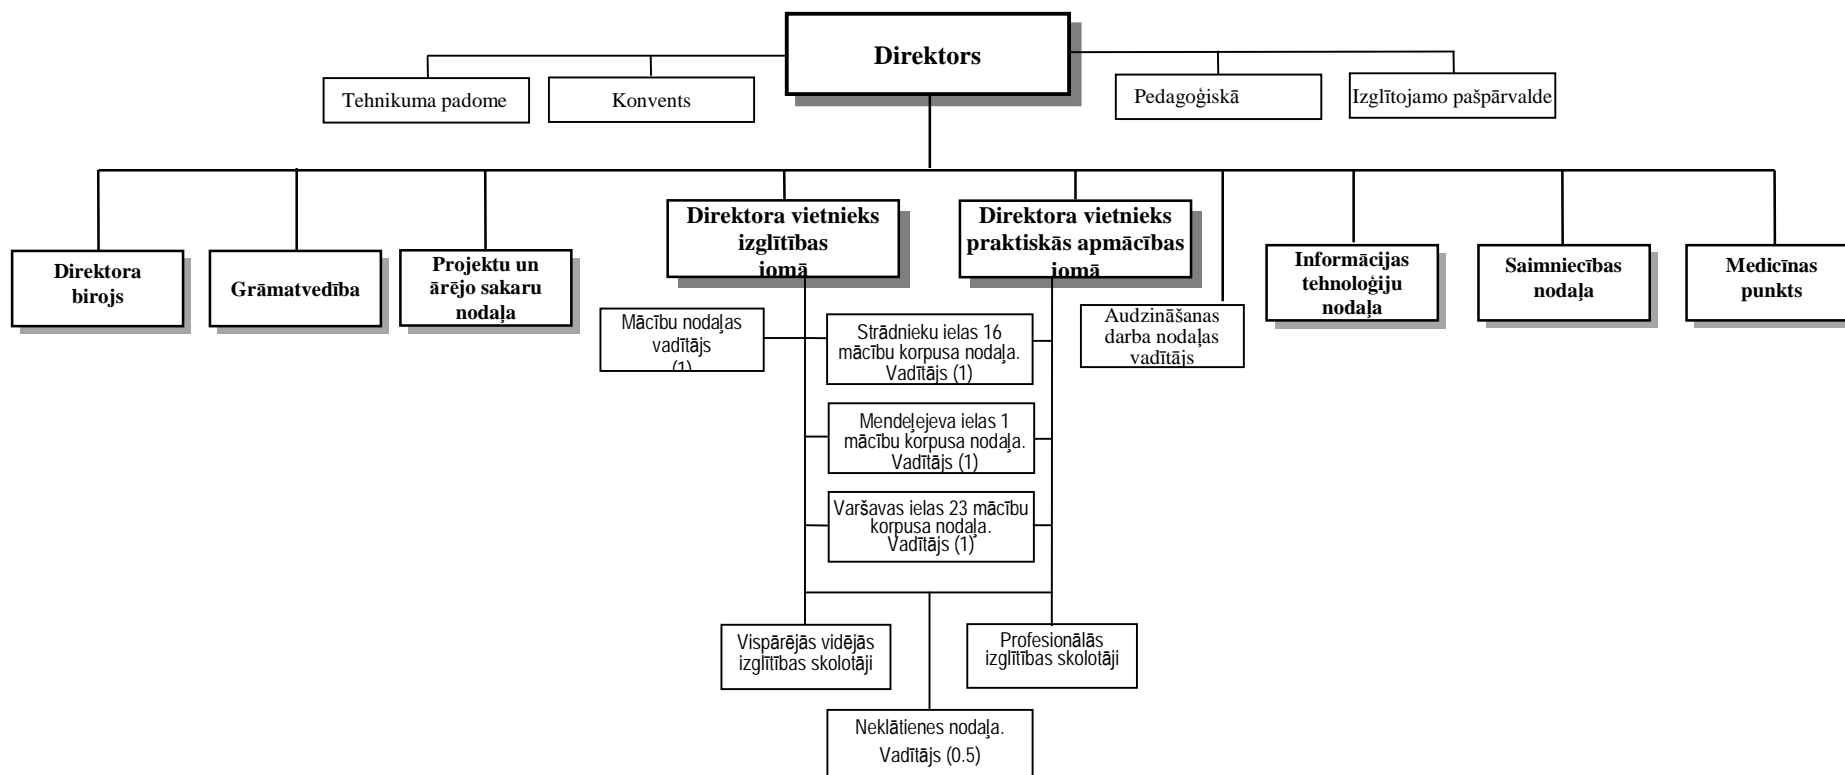 Direktors
Tehnikuma padome
Konvents
Pedagoģiskā
Izglītojamo pašpārvalde
Direktora
birojs
Grāmatvedība
Projektu un
ārējo sakaru
nodaļa
Direktora vietnieks
izglītības
jomā
Direktora vietnieks
praktiskās apmācības
jomā
Informācijas
tehnoloģiju
nodaļa
Saimniecības
nodaļa
Medicīnas
punkts
Mācību nodaļas
vadītājs
(1)
Strādnieku ielas 16
mācību korpusa nodaļa.
Vadītājs (1)
Audzināšanas
darba nodaļas
vadītājs
Mendeļejeva ielas 1
mācību korpusa nodaļa.
Vadītājs (1)
Varšavas ielas 23 mācību
korpusa nodaļa.
Vadītājs (1)
Vispārējās vidējās
izglītības skolotāji
Profesionālās
izglītības skolotāji
Neklātienes nodaļa.
Vadītājs (0.5)